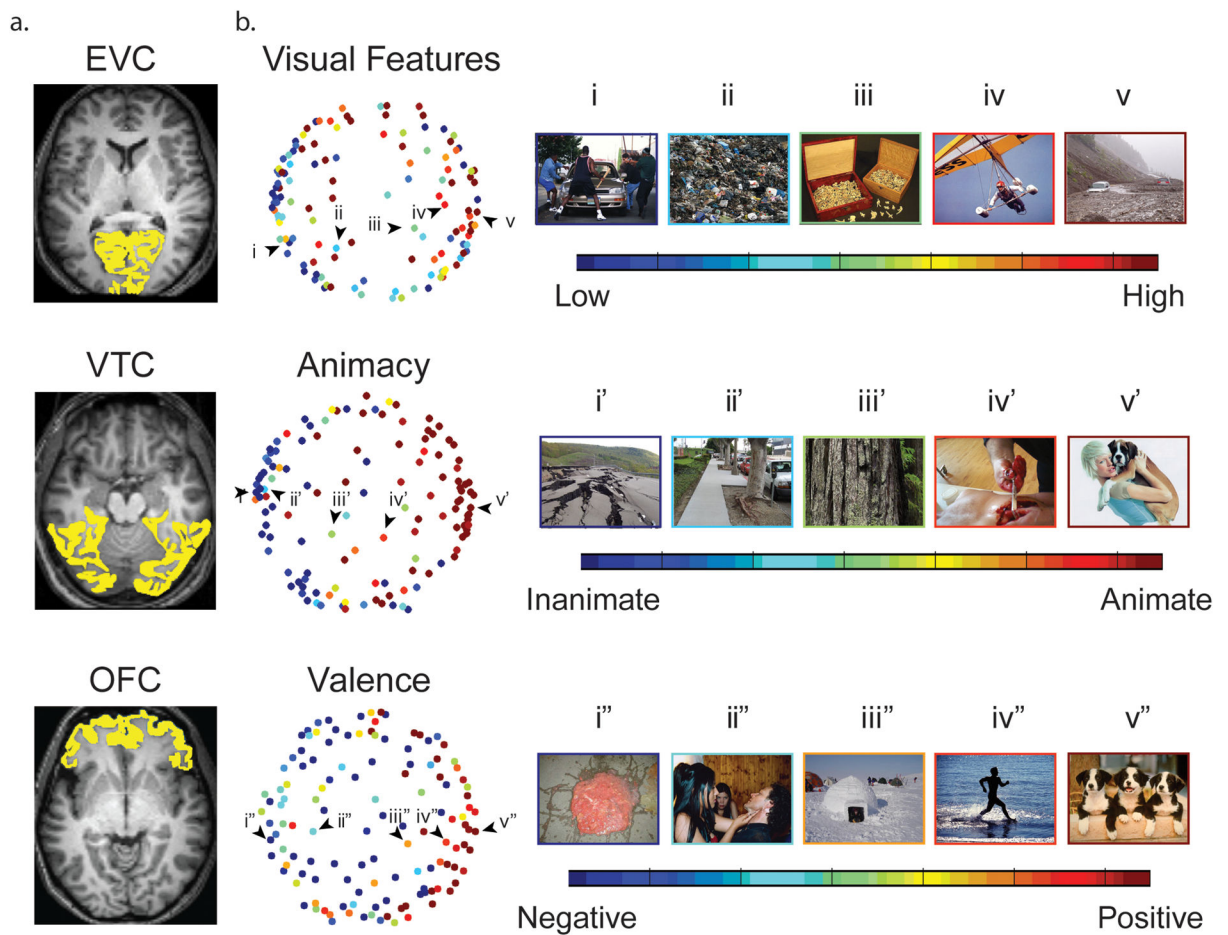 a.
b.
EVC
Visual Features
i
ii
iii
iv
v
ii
iii
iv
v
i
ESS
Low
High
VTC
Animacy
i’
ii’
iii’
iv’
v’
ii’
iii’
iv’
v’
Inanimate
Animate
OFC
Valence
i”
ii”
iii”
iv”
v”
i”
ii”
iii”
iv”
v”
Negative
Positive